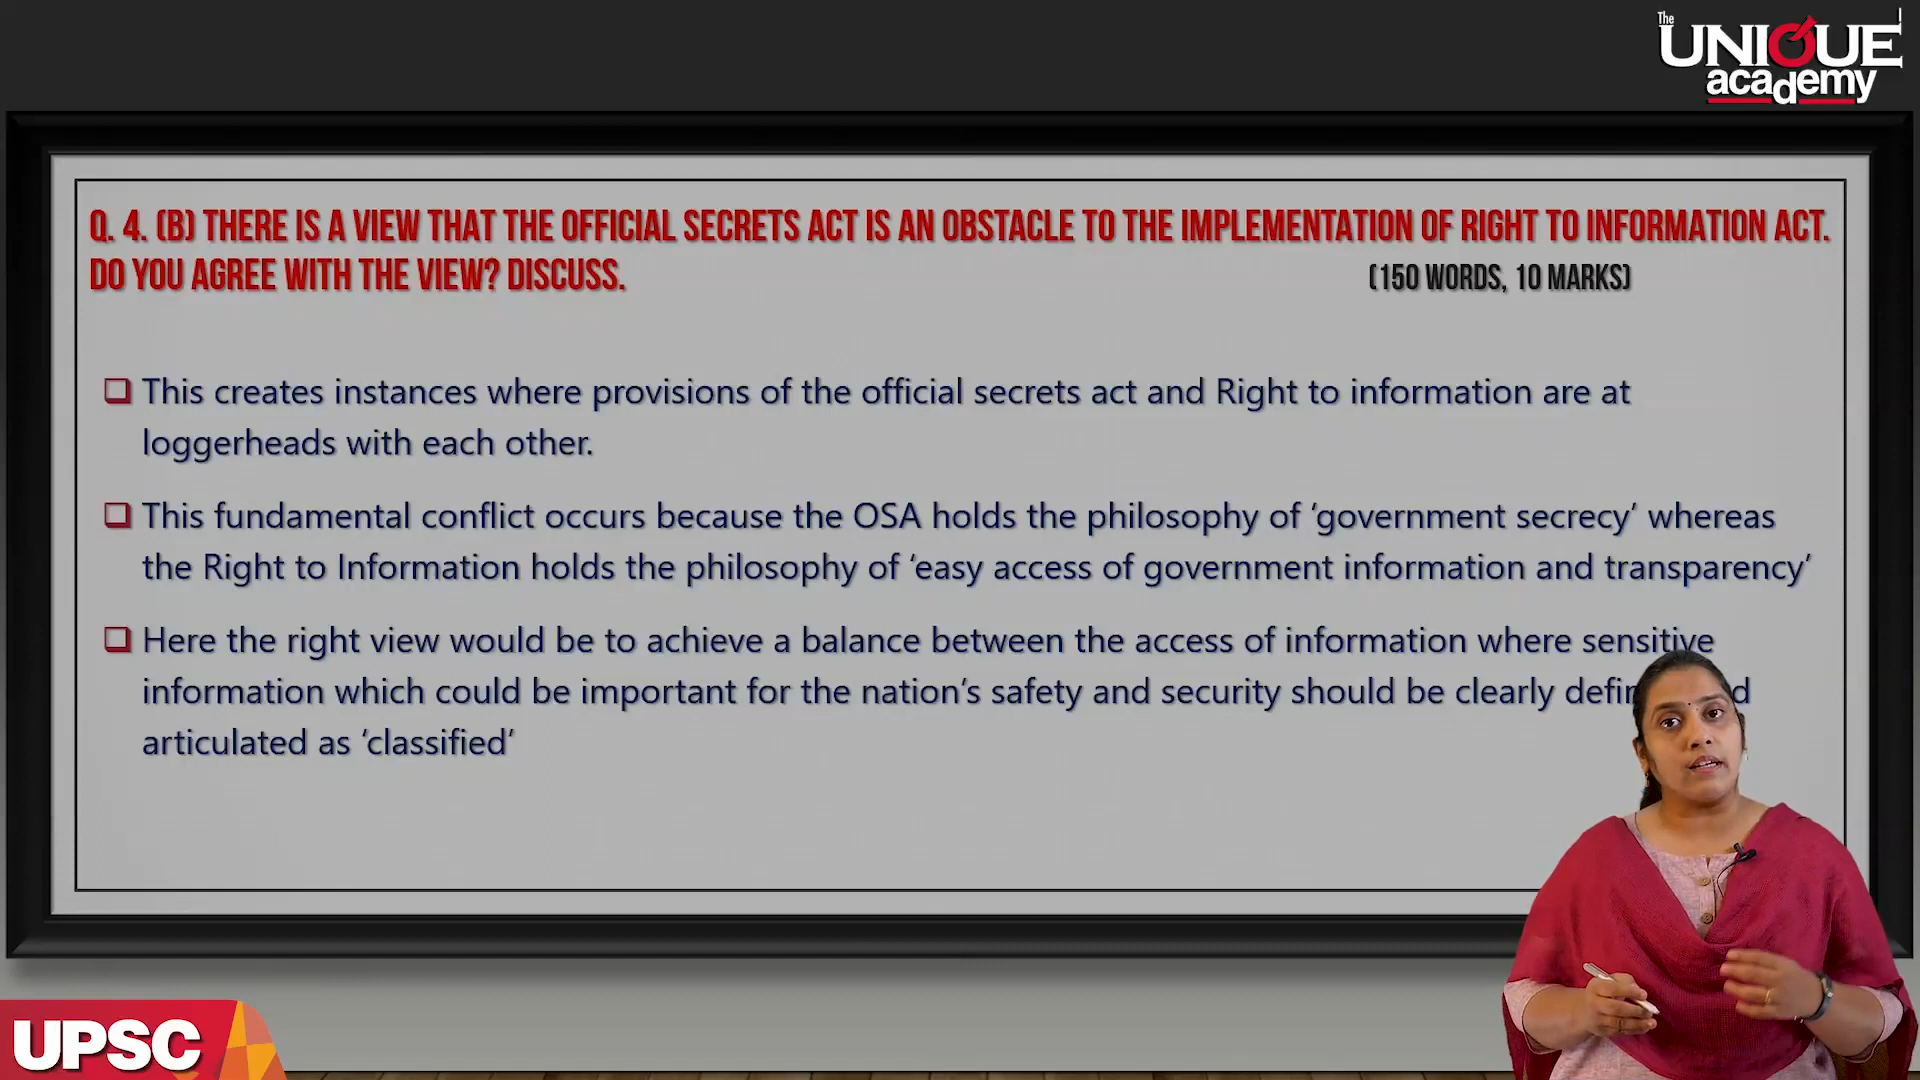 The
UNIQUE
academy
Q. 4. (B) THERE IS A VIEW THAT THE OFFICIAL SECRETS ACT IS AN OBSTACLE TO THE IMPLEMENTATION OF RIGHT TO INFORMATION ACT.
DO YOU AGREE WITH THE VIEW? DISCUSS. (150 WORDS, 10 MARKS)
This creates instances where provisions of the official secrets act and Right to information are at
loggerheads with each other.
This fundamental conflict occurs because the OSA holds the philosophy of ‘government secrecy’ whereas
the Right to Information holds the philosophy of ‘easy access of government information and transparency’
Here the right view would be to achieve a balance between the access of information where sensitive
information which could be important for the nation’s safety and security should be clearly
articulated as ‘classified’
UPSC